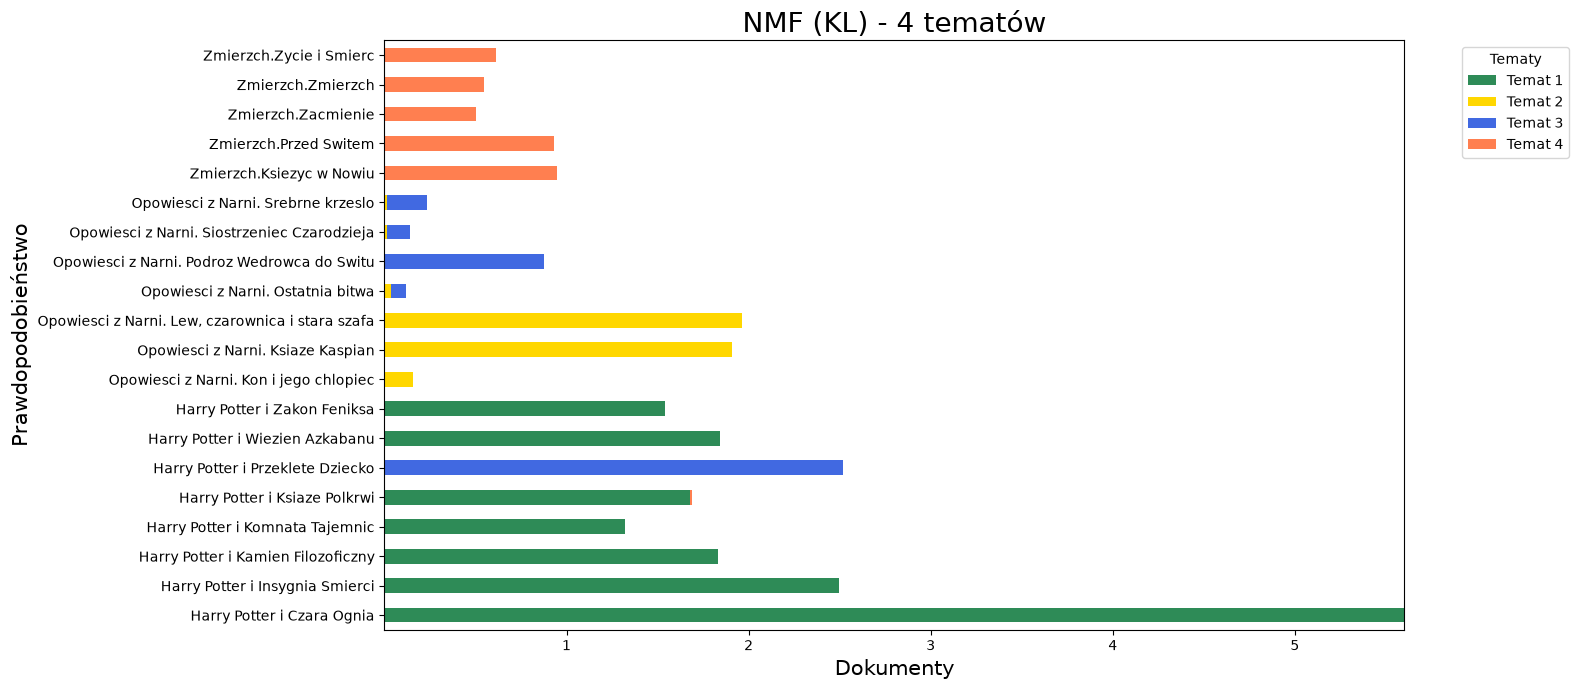 NMF (KL) - 4 tematów
Zmierzch.Zycie i Smierc
Zmierzch.Zmierzch
Zmierzch.Zacmienie
Zmierzch.Przed Switem
Zmierzch.Ksiezyc w Nowiu
Opowiesci z Narni. Srebrne krzeslo
Opowiesci z Narni. Siostrzeniec Czarodzieja
Opowiesci z Narni. Podroz Wedrowca do Switu
Opowiesci z Narni. Ostatnia bitwa
Opowiesci z Narni. Lew, czarownica i stara szafa
Opowiesci z Narni. Ksiaze Kaspian
Opowiesci z Narni. Kon i jego chlopiec
Harry Potter i Zakon Feniksa
Harry Potter i Wiezien Azkabanu
Harry Potter i Przeklete Dziecko
Harry Potter i Ksiaze Polkrwi
Harry Potter i Komnata Tajemnic
Harry Potter i Kamien Filozoficzny
Harry Potter i Insygnia Smierci
Harry Potter i Czara Ognia
Prawdopodobieństwo
1
2
3
4
5
Dokumenty
Tematy
Temat 1
Temat 2
Temat 3
Temat 4